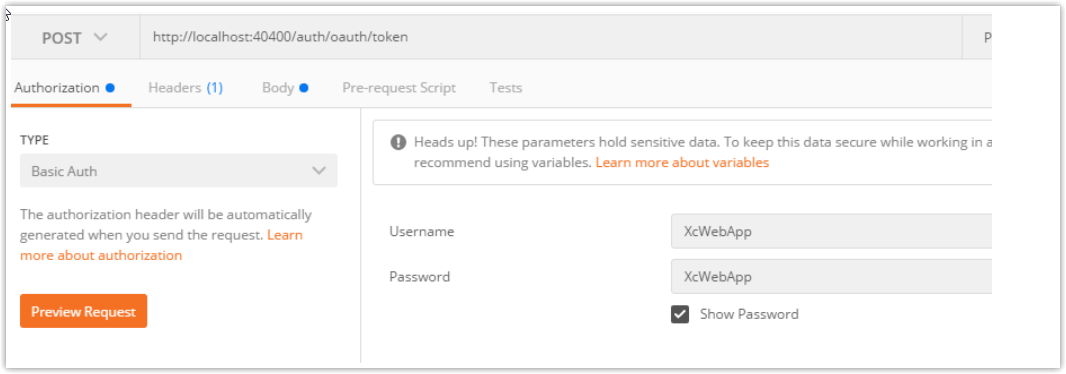 POST http://localhost:40400/auth/oauth/token P
Authorization Headers (1) Body Pre-request Script Tests
TYPE
Basic Auth
The authorization header will be automatically
generated when you send the request. Learn
more about authorization
Preview Request
Heads up! These parameters hold sensitive data. To keep this data secure while working in a
recommend using variables. Learn more about variables
Username XcWebApp
Password XcWebApp
Show Password